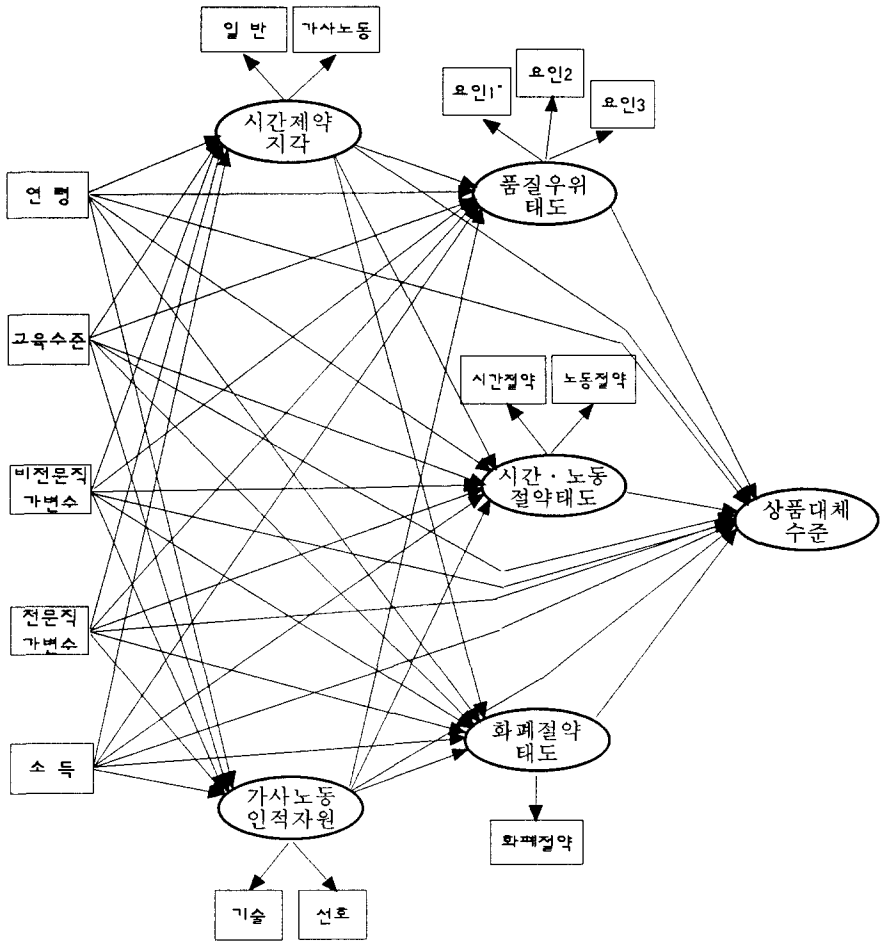 일 반
가사노동
요인1
요인2
요인3
시간제약
지각
품질우위
태도
연 령
교육수준
시간절약
노동절약
비전문직
가변수
시간·노동
절약태도
상품대체
수준
전문직
가변수
화폐절약
태도
소 득
가사노동
인적자원
화폐절약
기술
선호